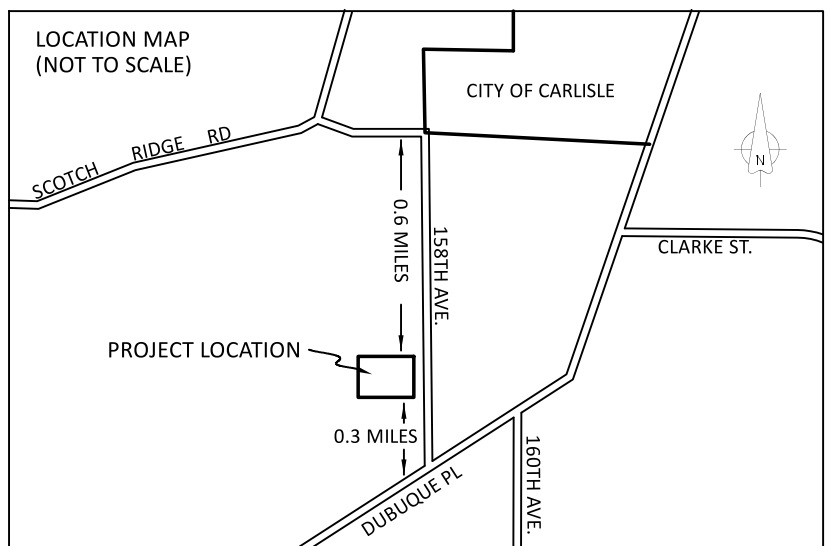 LOCATION MAP
(NOT TO SCALE)
CITY OF CARLISLE
SCOTCH RIDGE RD
N
0.6 MILES
158TH AVE.
CLARKE ST.
PROJECT LOCATION
0.3 MILES
DUBUQUE PL
160TH AVE.